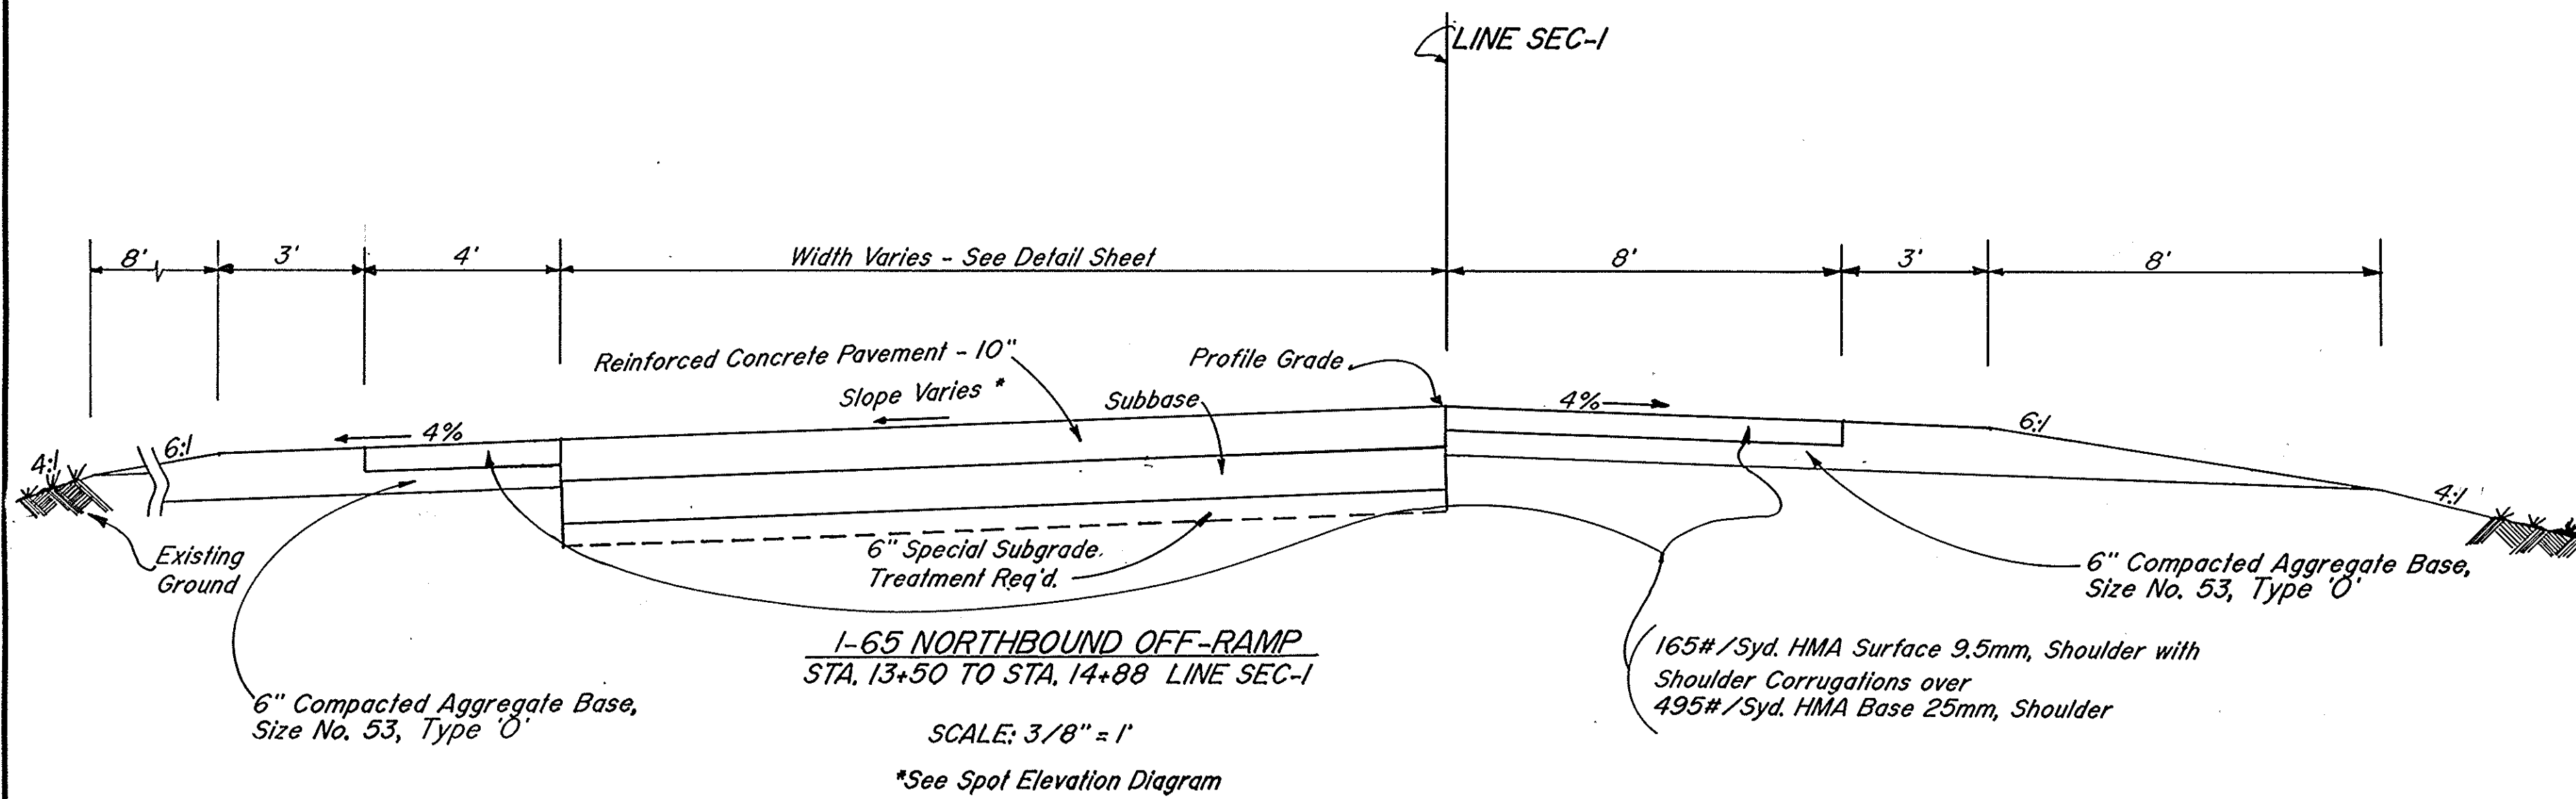 LINE SEC-1
8'
3'
4'
Width Varies - See Detail Sheet
8'
3'
8'
Reinforced Concrete Pavement - 10"
Slope Varies *
Profile Grade
Subbase
4%
6:1
4:1
4%
6:1
4:1
Existing
Ground
6" Special Subgrade.
Treatment Req'd.
6" Compacted Aggregate Base,
Size No. 53, Type 'O'
I-65 NORTHBOUND OFF-RAMP
STA. 13+50 TO STA. 14+88 LINE SEC-1
165#/Syd. HMA Surface 9.5mm, Shoulder with
Shoulder Corrugations over
495#/Syd. HMA Base 25mm, Shoulder
6" Compacted Aggregate Base,
Size No. 53, Type 'O'
SCALE: 3/8" = 1'
*See Spot Elevation Diagram